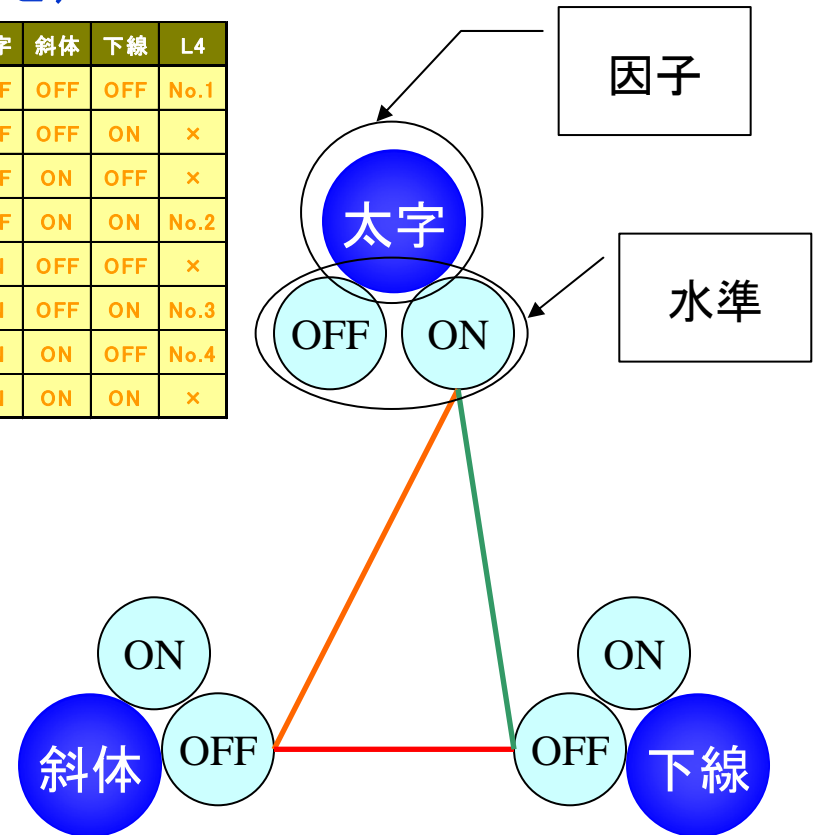 字 斜体 下線 L4
F OFF OFF No.1
F OFF ON ×
F ON OFF ×
F ON ON No.2
OFF OFF ×
OFF ON No.3
ON OFF No.4
ON ON ×
因子
太字
水準
OFF ON
ON
ON
斜体 OFF
OFF 下線